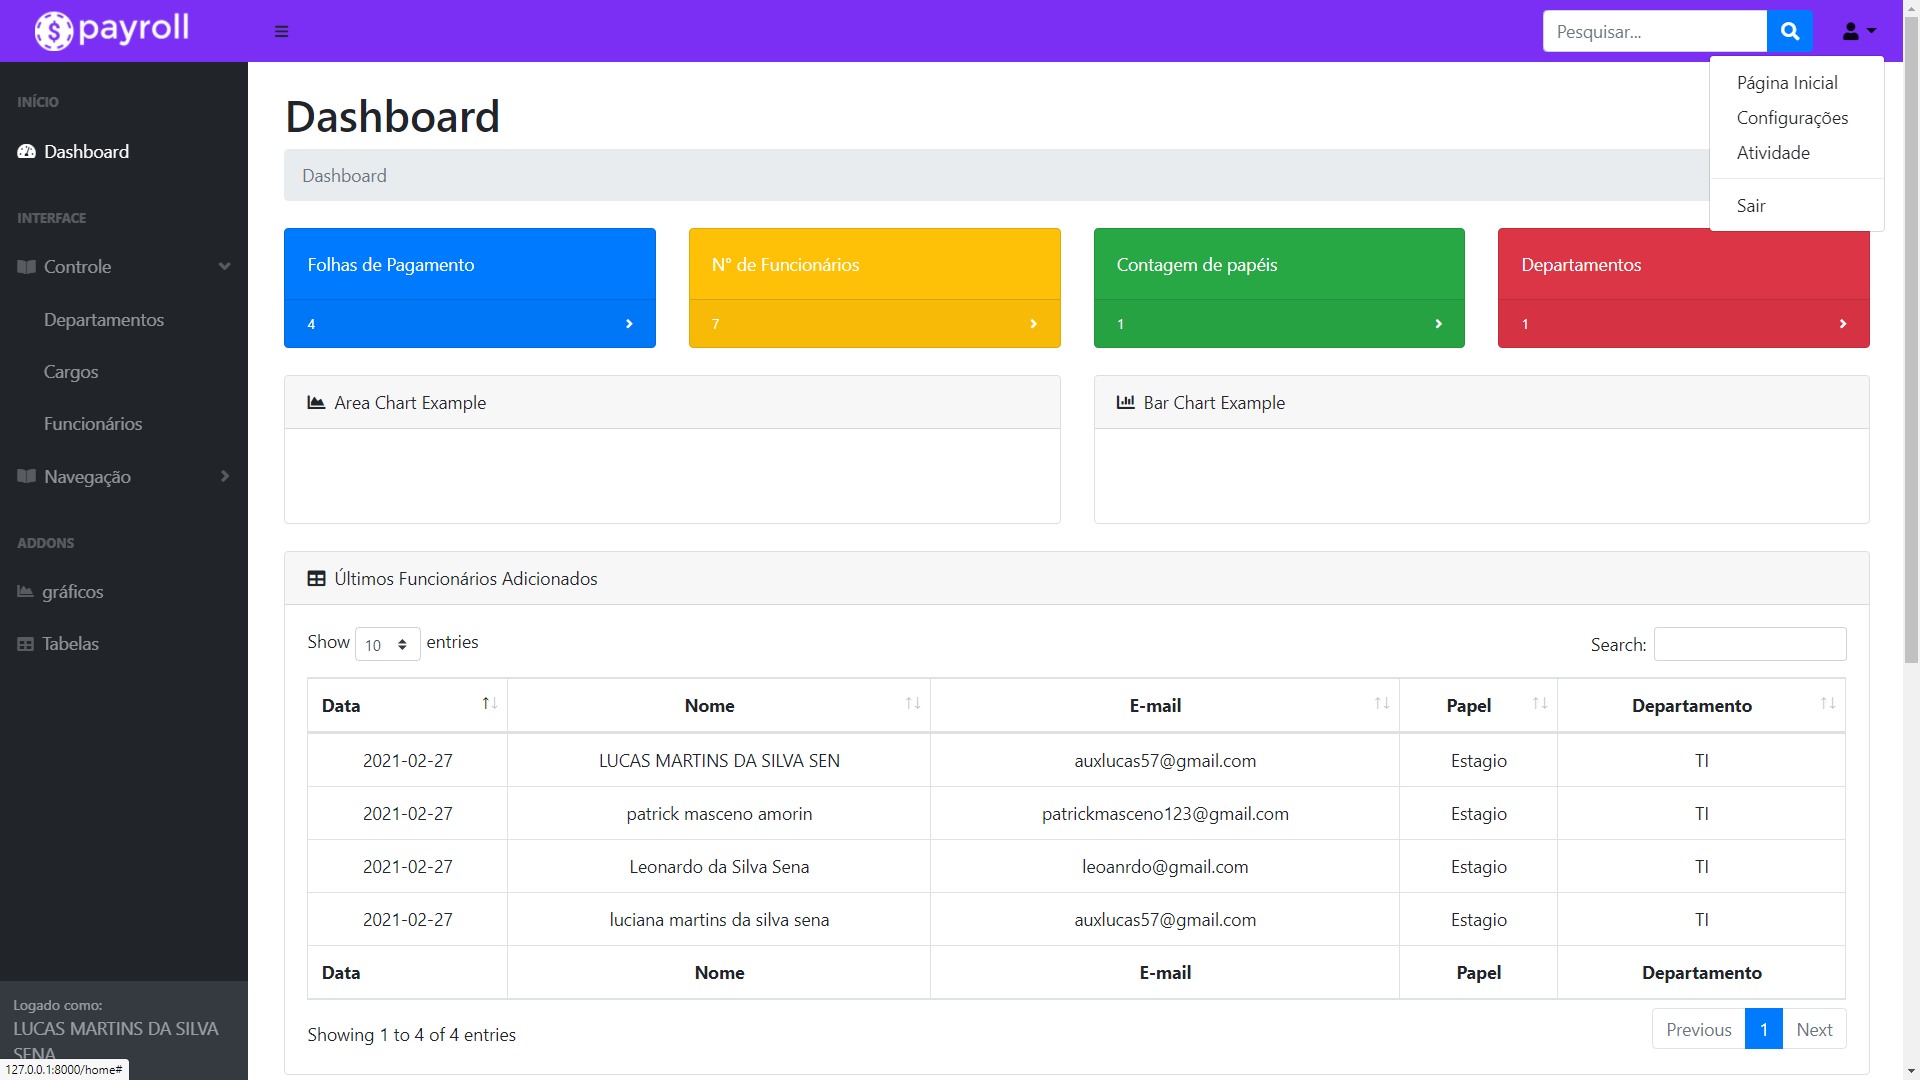 payroll
Pesquisar...
Página Inicial
Configurações
Atividade
Sair
INÍCIO
Dashboard
INTERFACE
Controle
Departamentos
Cargos
Funcionários
Navegação
ADDONS
gráficos
Tabelas
Logado como:
LUCAS MARTINS DA SILVA
SENA
127.0.0.1:8000/home#
Dashboard
Dashboard
Folhas de Pagamento
4
N° de Funcionários
7
Contagem de papéis
1
Departamentos
1
Area Chart Example
Bar Chart Example
Últimos Funcionários Adicionados
Show 10 entries
Search:
Data Nome E-mail Papel Departamento
2021-02-27 LUCAS MARTINS DA SILVA SEN auxlucas57@gmail.com Estagio TI
2021-02-27 patrick masceno amorin patrickmasceno123@gmail.com Estagio TI
2021-02-27 Leonardo da Silva Sena leoanrdo@gmail.com Estagio TI
2021-02-27 luciana martins da silva sena auxlucas57@gmail.com Estagio TI
Data Nome E-mail Papel Departamento
Showing 1 to 4 of 4 entries
Previous 1 Next